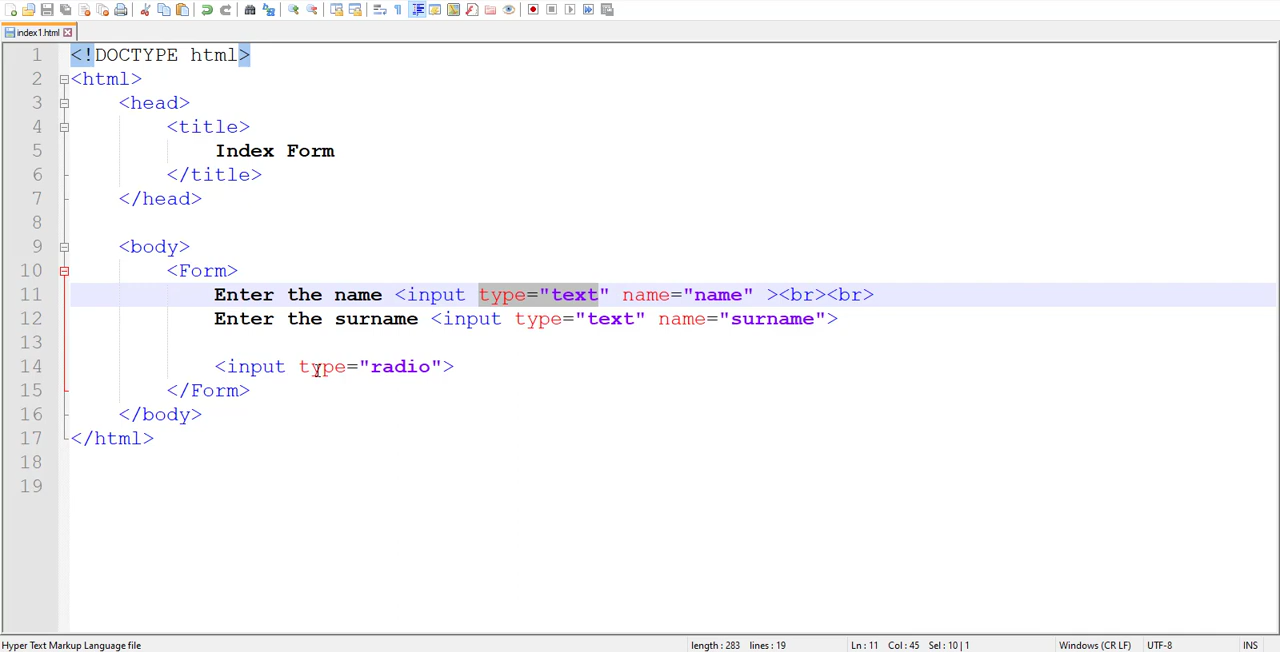 index1.html
1 <!DOCTYPE html>
2 <html>
3 <head>
4 <title>
5 Index Form
6 </title>
7 </head>
8
9 <body>
10 <Form>
11 Enter the name <input type="text" name="name" ><br><br>
12 Enter the surname <input type="text" name="surname">
13
14 <input type="radio">
15 </Form>
16 </body>
17 </html>
18
19
Hyper Text Markup Language file length : 283 lines : 19 Ln : 11 Col : 45 Sel : 10 | 1 Windows (CR LF) UTF-8 INS